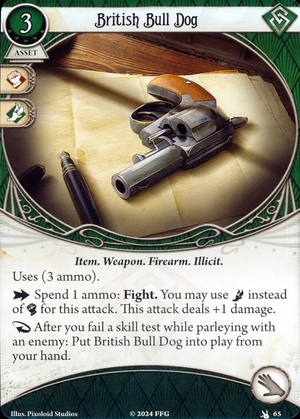 British Bull Dog
3
ASSET
Item. Weapon. Firearm. Illicit.
Uses (3 ammo).
Spend 1 ammo: Fight. You may use instead
of for this attack. This attack deals +1 damage.
After you fail a skill test while parleying with
an enemy: Put British Bull Dog into play from
your hand.
Illus. Pixoloid Studios
© 2024 FFG
65